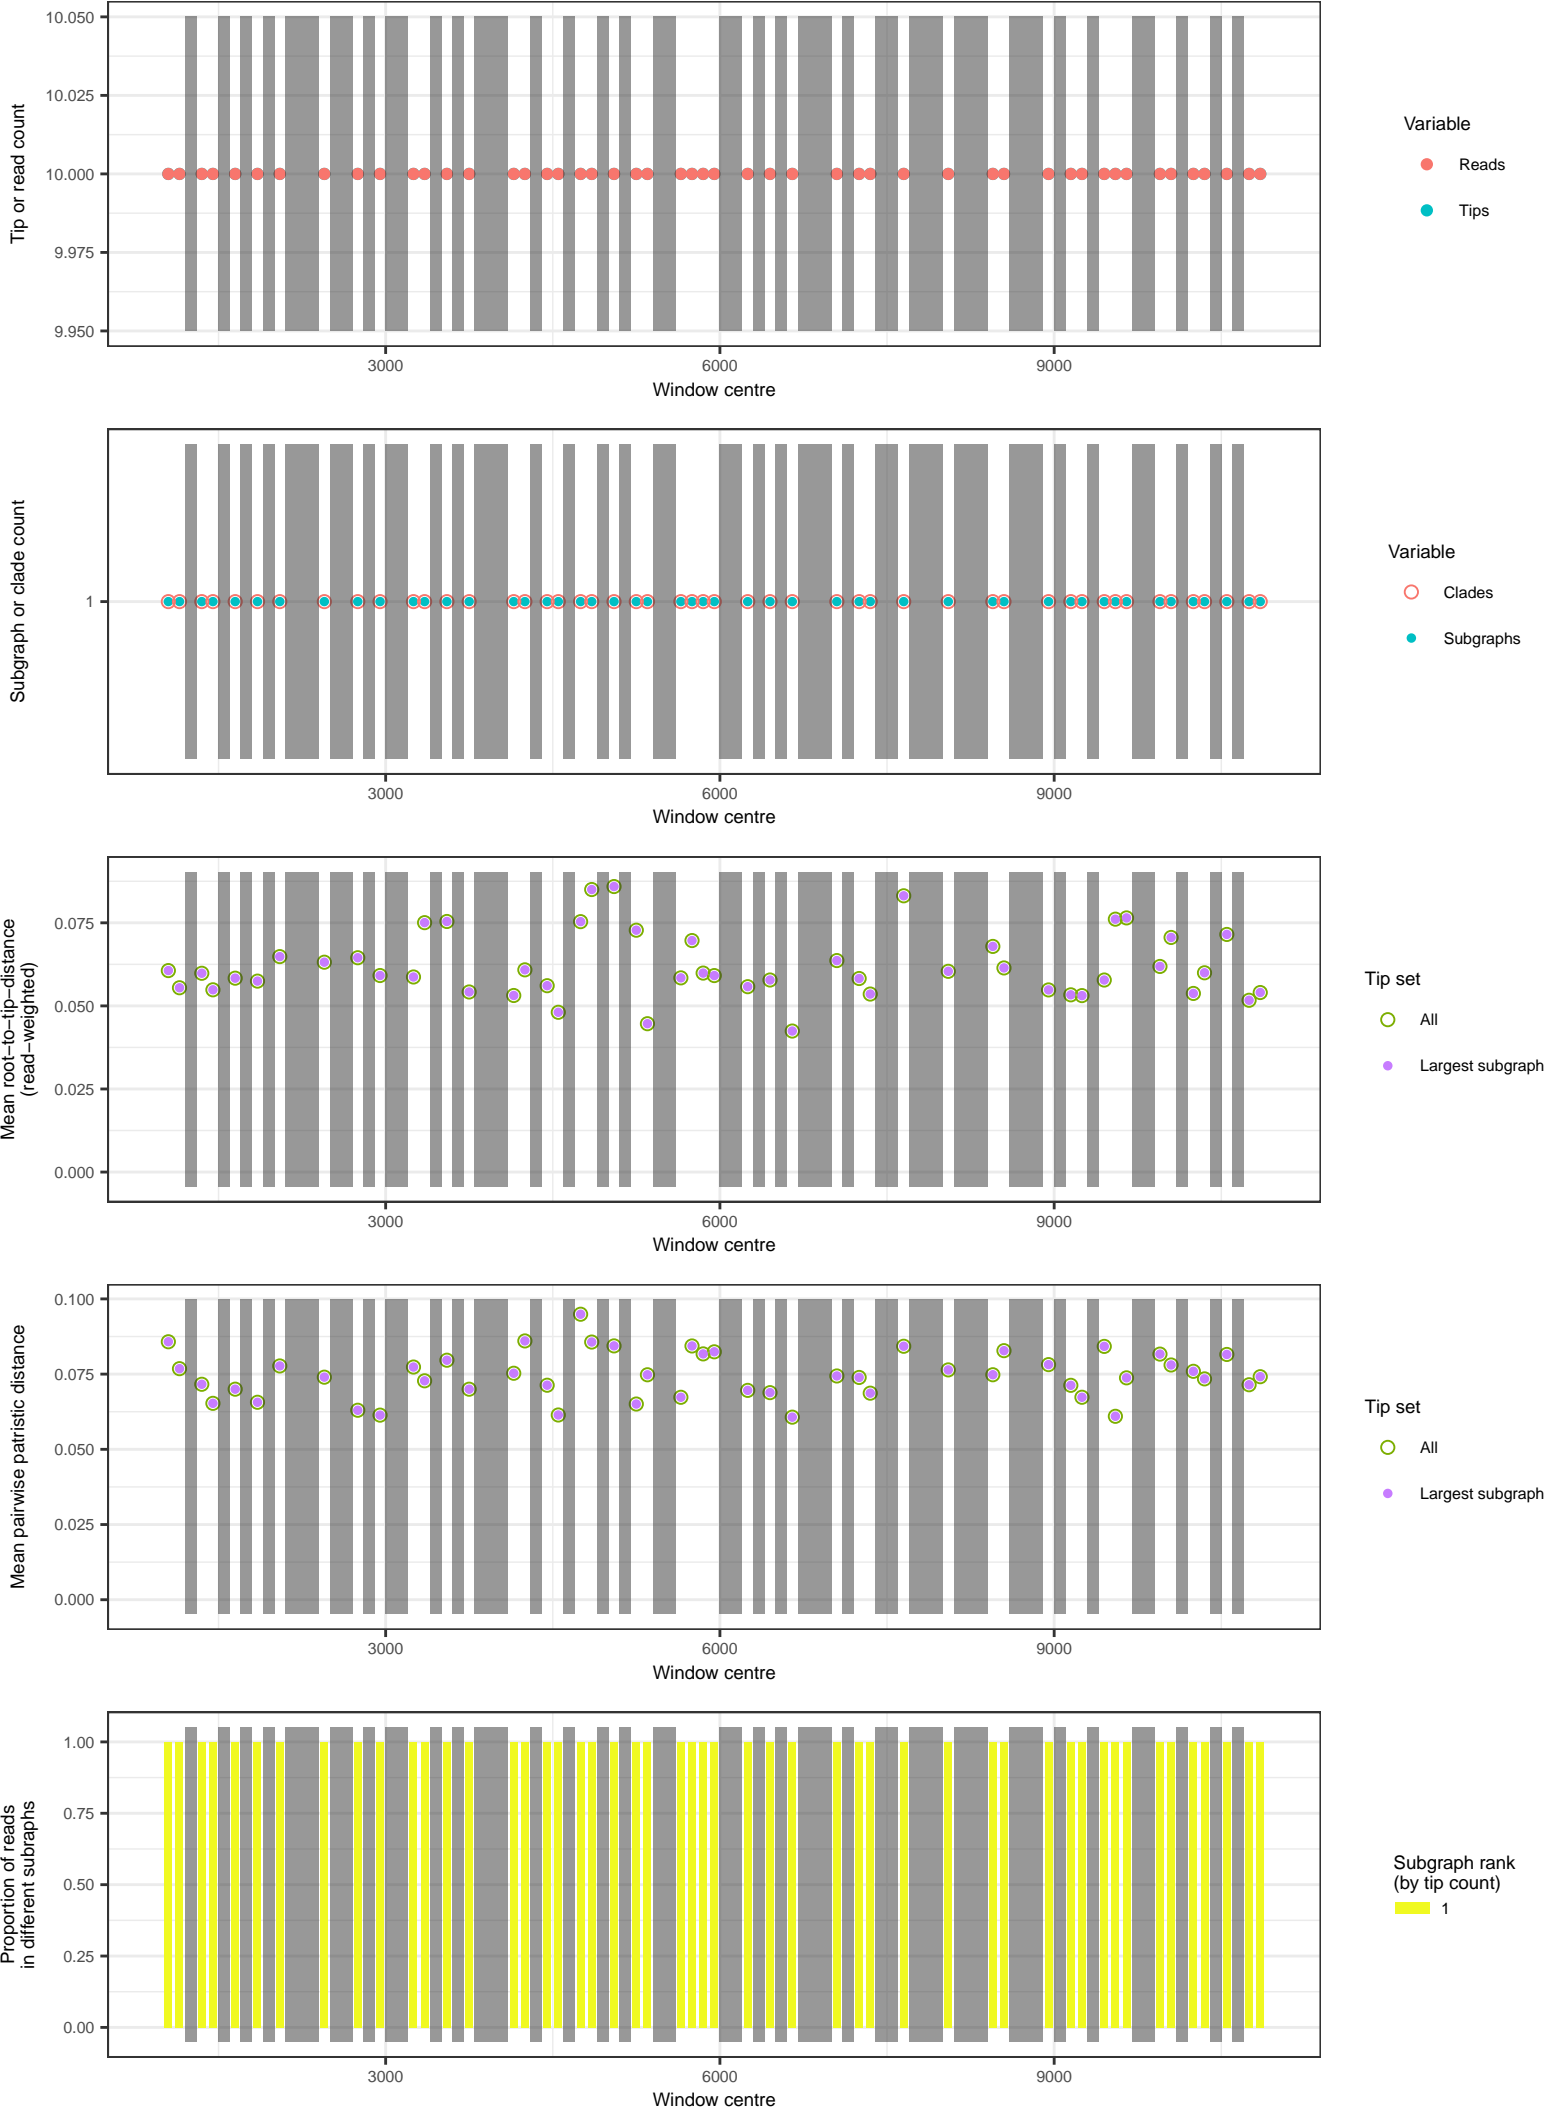 10.050
10.025
10.000
9.975
9.950
Tip or read count
3000
6000
9000
Window centre
Variable
Reads
Tips
1
Subgraph or clade count
3000
6000
9000
Window centre
Variable
Clades
Subgraphs
0.075
0.050
0.025
0.000
Mean root−to−tip−distance
(read−weighted)
3000
6000
9000
Window centre
Tip set
All
Largest subgraph
0.100
0.075
0.050
0.025
0.000
Mean pairwise patristic distance
3000
6000
9000
Window centre
Tip set
All
Largest subgraph
1.00
0.75
0.50
0.25
0.00
Proportion of reads
in different subraphs
3000
6000
9000
Window centre
Subgraph rank
(by tip count)
1